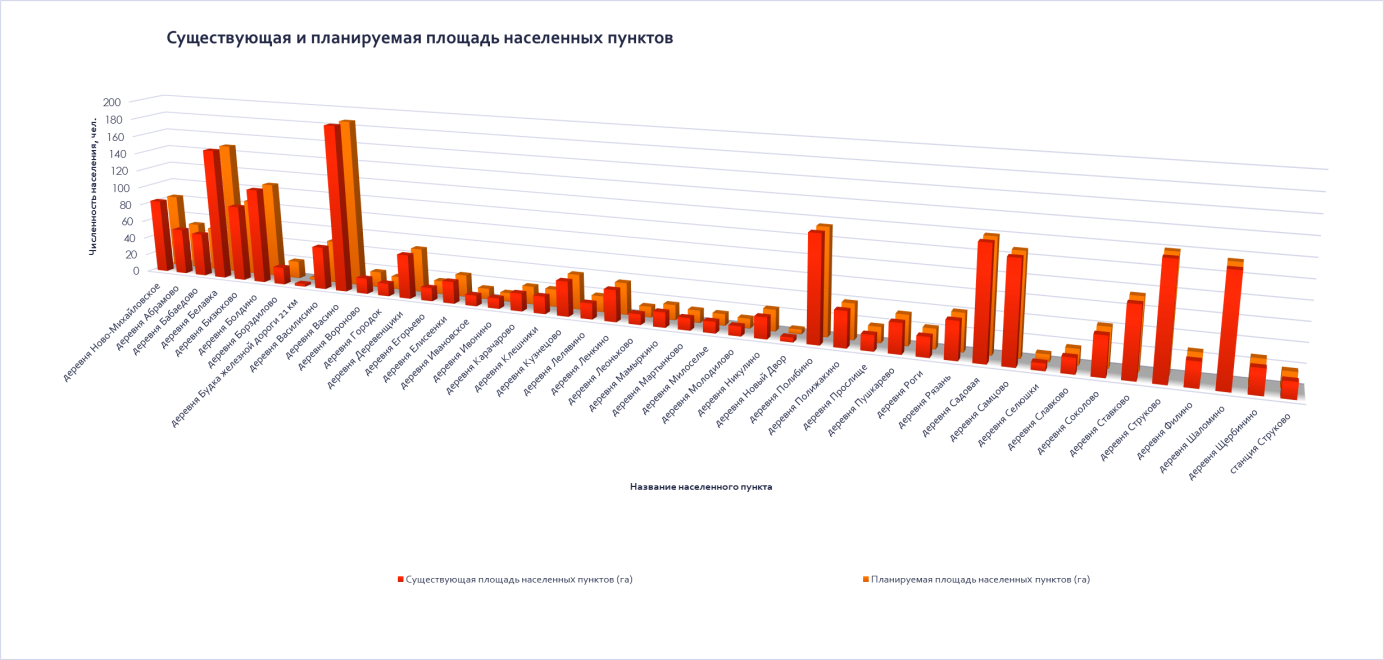 Существующая и планируемая площадь населенных пунктов
Численность населения, чел.
200
180
160
140
120
100
80
60
40
20
0
деревня Ново-Михайловское
деревня Абрамово
деревня Бабаедово
деревня Белавка
деревня Бизюково
деревня Болдино
деревня Борздилово
деревня Будка железной дороги 21 км
деревня Василисино
деревня Васино
деревня Вороново
деревня Городок
деревня Деревенщики
деревня Егорьево
деревня Елисеенки
деревня Ивановское
деревня Ивонино
деревня Карачарово
деревня Клешники
деревня Кузнецово
деревня Лелявино
деревня Ленкино
деревня Леоньково
деревня Мамыркино
деревня Мартынково
деревня Милоселье
деревня Молодилово
деревня Никулино
деревня Новый Двор
деревня Полибино
деревня Полижакино
деревня Прослище
деревня Пушкарево
деревня Роги
деревня Рязань
деревня Садовая
деревня Самцово
деревня Селюшки
деревня Славково
деревня Соколово
деревня Ставково
деревня Струково
деревня Филино
деревня Шаломино
деревня Щербинино
станция Струково
Название населенного пункта
Существующая площадь населенных пунктов (га)
Планируемая площадь населенных пунктов (га)